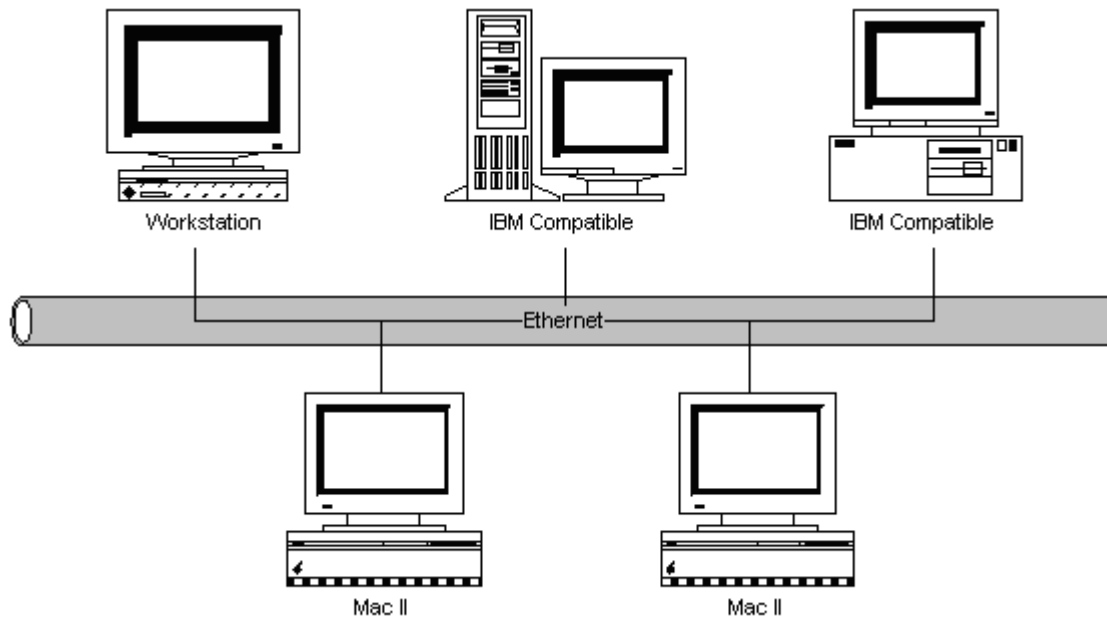 Workstation
IBM Compatible
IBM Compatible
Ethernet
Mac II
Mac II